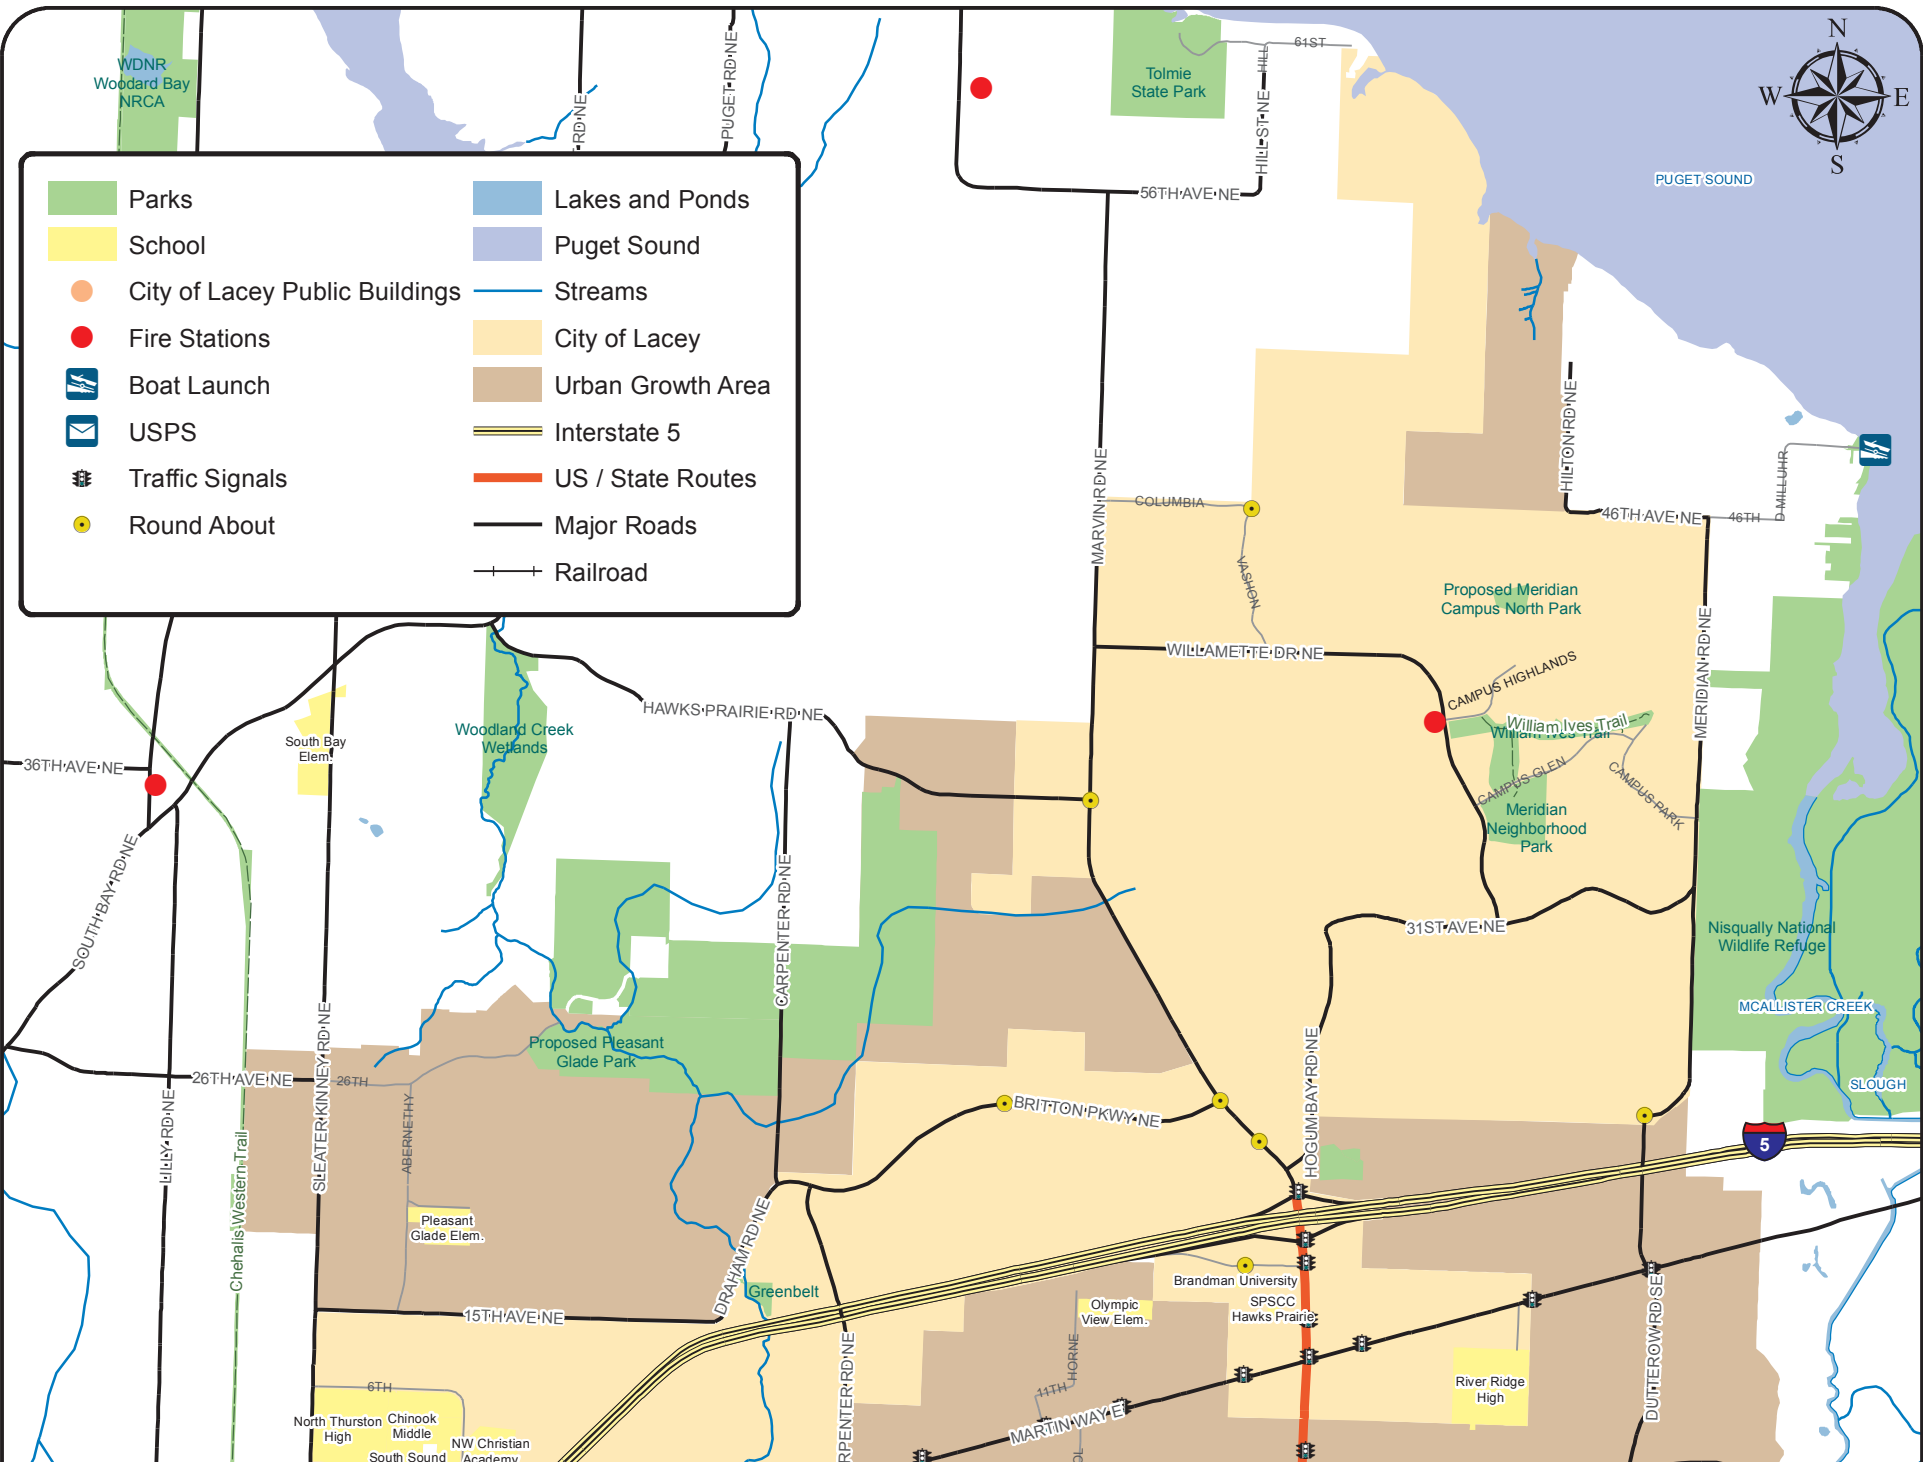 N
W
E
S
WDNR
Woodard Bay
NRCA
RD NE
PUGET RD NE
Tolmie
State Park
61ST
HILL
HILL ST NE
56TH AVE NE
PUGET SOUND
Parks
School
City of Lacey Public Buildings
Fire Stations
Boat Launch
USPS
Traffic Signals
Round About
Lakes and Ponds
Puget Sound
Streams
City of Lacey
Urban Growth Area
Interstate 5
US / State Routes
Major Roads
Railroad
MARVIN RD NE
COLUMBIA
VASHON
HILTON RD NE
46TH AVE NE
46TH
D MILLUHR
Proposed Meridian
Campus North Park
WILLAMETTE DR NE
CAMPUS HIGHLANDS
William Ives Trail
William Ives Trail
CAMPUS GLEN
CAMPUS PARK
Meridian
Neighborhood
Park
MERIDIAN RD NE
HAWKS PRAIRIE RD NE
Woodland Creek
Wetlands
South Bay
Elem.
36TH AVE NE
SOUTH BAY RD NE
CARPENTER RD NE
31ST AVE NE
Nisqually National
Wildlife Refuge
MCALLISTER CREEK
SLOUGH
Proposed Pleasant
Glade Park
26TH AVE NE
26TH
SLEATER KINNEY RD NE
LILLY RD NE
ABERNETHY
Chehalis Western Trail
BRITTON PKWY NE
HOGUM BAY RD NE
5
Pleasant
Glade Elem.
DRAHAM RD NE
Greenbelt
15TH AVE NE
Brandman University
SPSCC
Hawks Prairie
Olympic
View Elem.
HORNE
11TH
MARTIN WAY E
River Ridge
High
DUTTEROW RD SE
RPENTER RD NE
6TH
North Thurston
High
Chinook
Middle
South Sound
NW Christian
Academy
OL